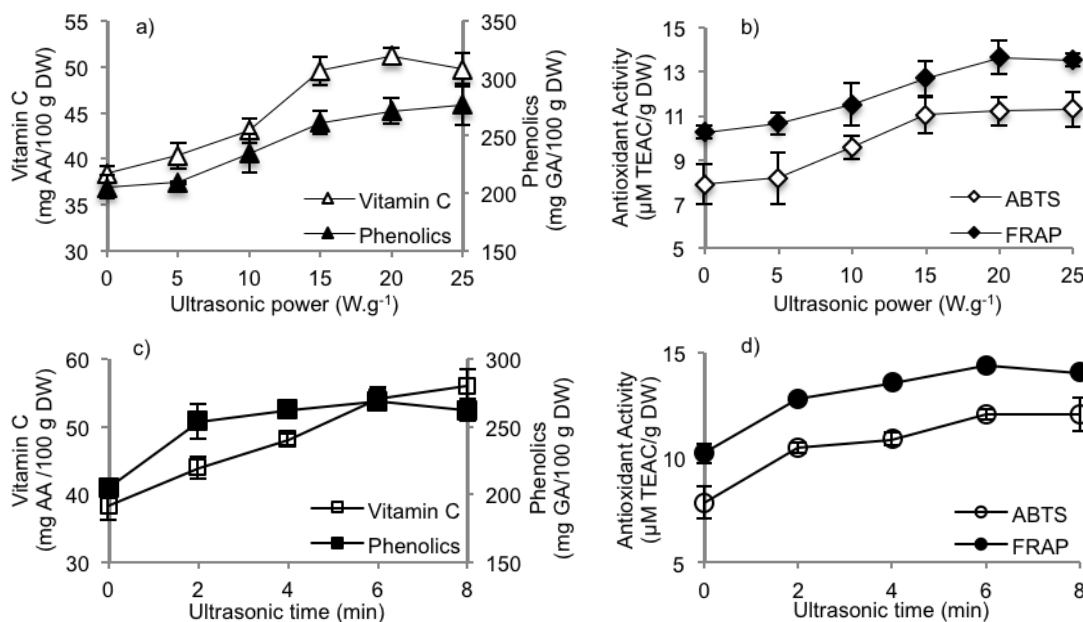 a)
Vitamin C
(mg AA/100 g DW)
55
50
45
40
35
30
350
300
250
200
150
Phenolics
(mg GA/100 g DW)
Vitamin C
Phenolics
0 5 10 15 20 25
Ultrasonic power (W.g-1)
b)
Antioxidant Activity
(µM TEAC/g DW)
15
13
11
9
7
5
ABTS
FRAP
0 5 10 15 20 25
Ultrasonic power (W.g-1)
c)
Vitamin C
(mg AA /100 g DW)
60
50
40
30
300
250
200
150
Phenolics
(mg GA/100 g DW)
Vitamin C
Phenolics
0 2 4 6 8
Ultrasonic time (min)
d)
Antioxidant Activity
(µM TEAC/g DW)
15
10
5
ABTS
FRAP
0 2 4 6 8
Ultrasonic time (min)